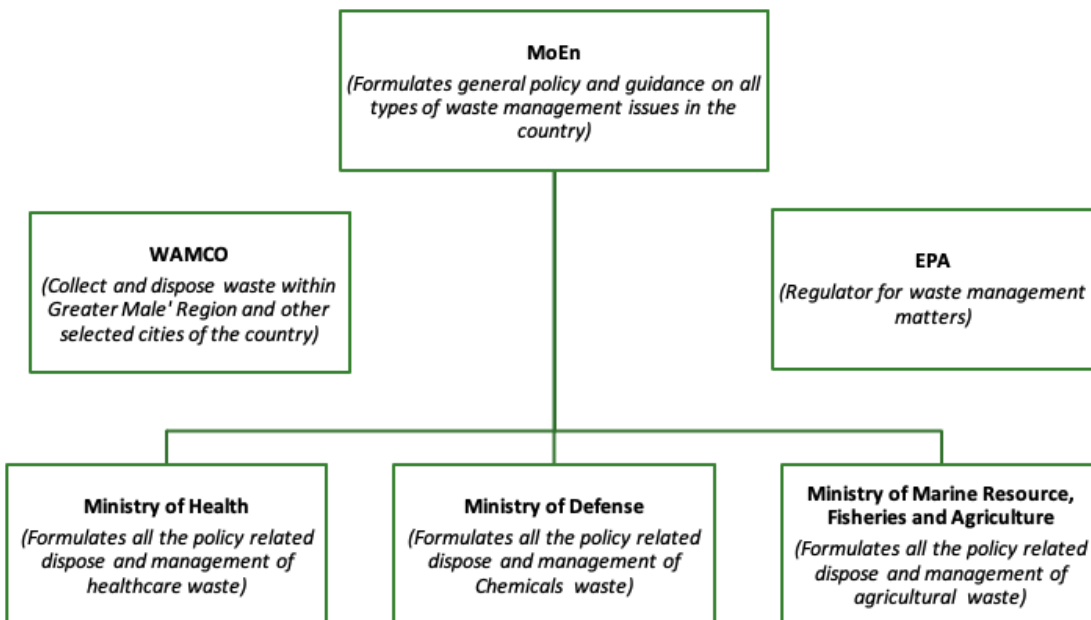 MoEn
(Formulates general policy and guidance on all
types of waste management issues in the
country)
WAMCO
(Collect and dispose waste within
Greater Male' Region and other
selected cities of the country)
EPA
(Regulator for waste management
matters)
Ministry of Health
(Formulates all the policy related
dispose and management of
healthcare waste)
Ministry of Defense
(Formulates all the policy related
dispose and management of
Chemicals waste)
Ministry of Marine Resource,
Fisheries and Agriculture
(Formulates all the policy related
dispose and management of
agricultural waste)